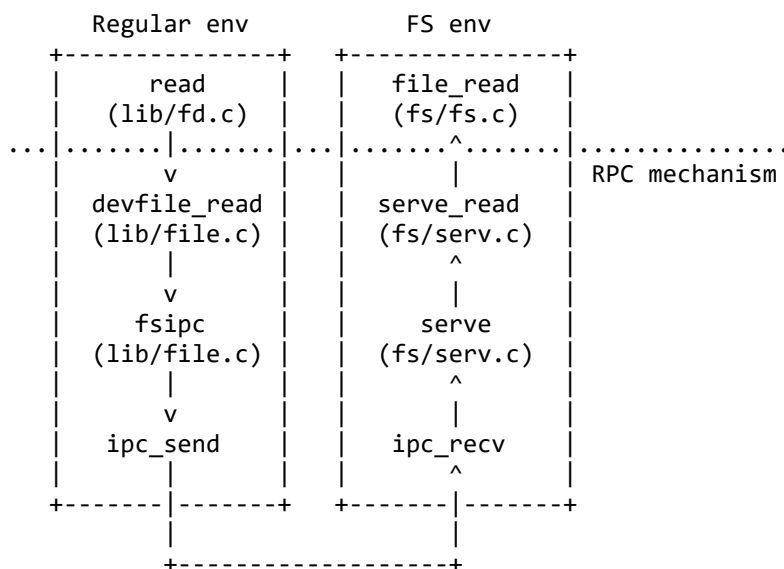 Regular env FS env
read file_read
(lib/fd.c) (fs/fs.c)
RPC mechanism
devfile_read serve_read
(lib/file.c) (fs/serv.c)
fsipc serve
(lib/file.c) (fs/serv.c)
ipc_send ipc_recv